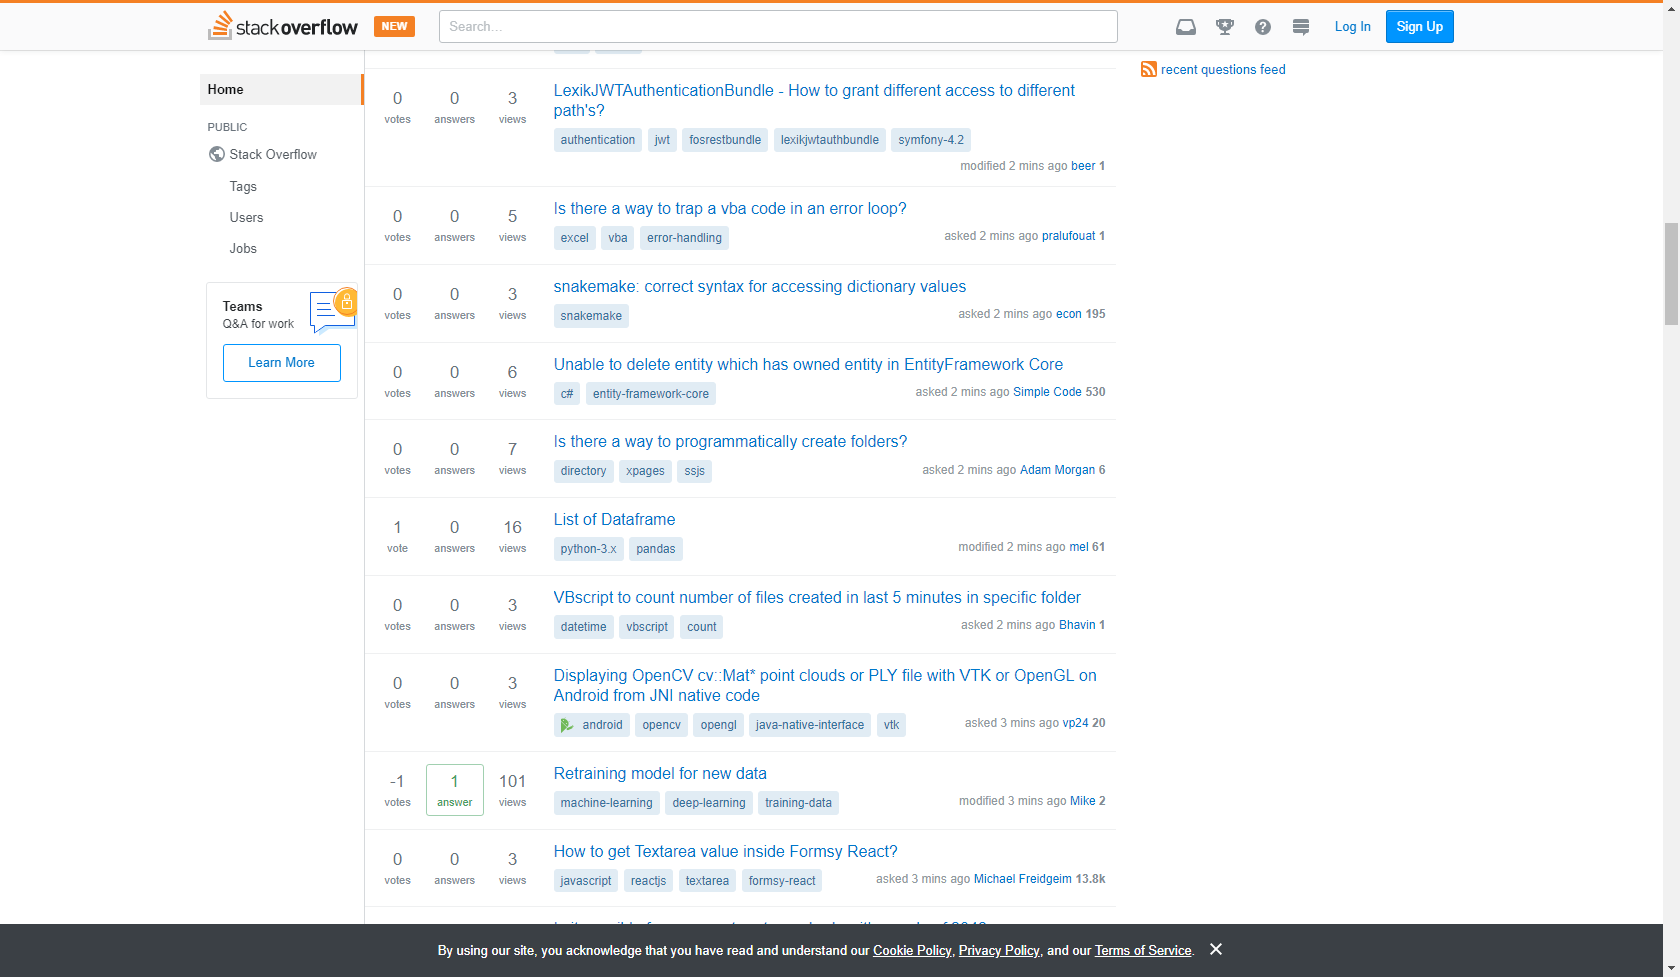 stackoverflow NEW Search... Log In Sign Up
Home
PUBLIC
Stack Overflow
Tags
Users
Jobs
Teams
Q&A for work
Learn More
recent questions feed
0 votes 0 answers 3 views
LexikJWTAuthenticationBundle - How to grant different access to different
path's?
authentication jwt fosrestbundle lexikjwtauthbundle symfony-4.2
modified 2 mins ago beer 1
0 votes 0 answers 5 views
Is there a way to trap a vba code in an error loop?
excel vba error-handling
asked 2 mins ago pralufouat 1
0 votes 0 answers 3 views
snakemake: correct syntax for accessing dictionary values
snakemake
asked 2 mins ago econ 195
0 votes 0 answers 6 views
Unable to delete entity which has owned entity in EntityFramework Core
c# entity-framework-core
asked 2 mins ago Simple Code 530
0 votes 0 answers 7 views
Is there a way to programmatically create folders?
directory xpages ssjs
asked 2 mins ago Adam Morgan 6
1 vote 0 answers 16 views
List of Dataframe
python-3.x pandas
modified 2 mins ago mel 61
0 votes 0 answers 3 views
VBscript to count number of files created in last 5 minutes in specific folder
datetime vbscript count
asked 2 mins ago Bhavin 1
0 votes 0 answers 3 views
Displaying OpenCV cv::Mat* point clouds or PLY file with VTK or OpenGL on
Android from JNI native code
android opencv opengl java-native-interface vtk
asked 3 mins ago vp24 20
-1 votes 1 answer 101 views
Retraining model for new data
machine-learning deep-learning training-data
modified 3 mins ago Mike 2
0 votes 0 answers 3 views
How to get Textarea value inside Formsy React?
javascript reactjs textarea formsy-react
asked 3 mins ago Michael Freidgeim 13.8k
By using our site, you acknowledge that you have read and understand our Cookie Policy, Privacy Policy, and our Terms of Service.